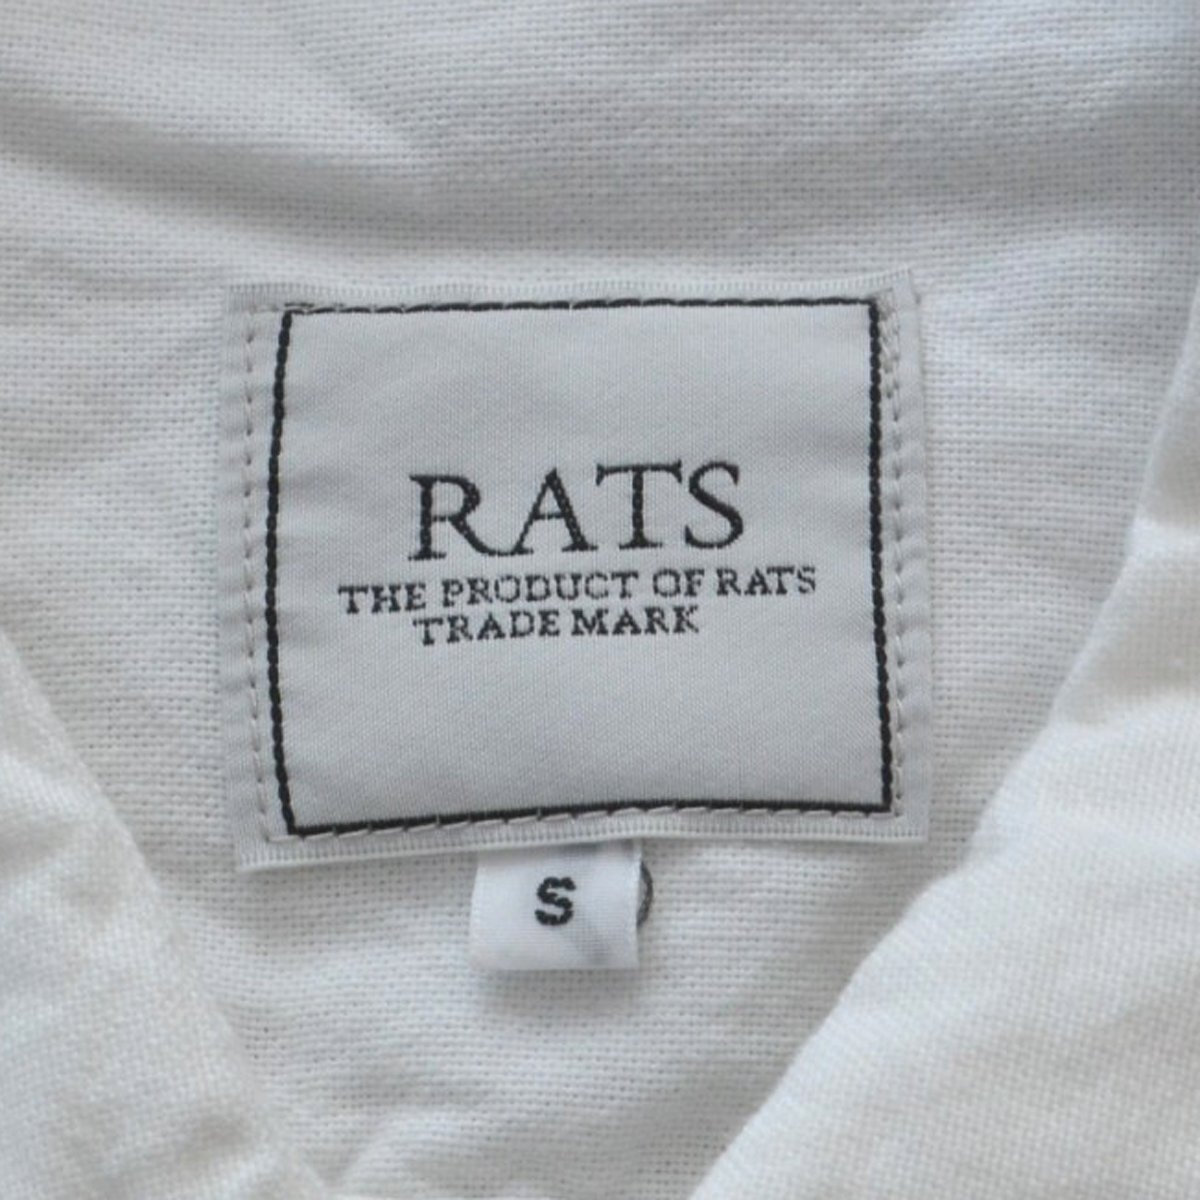 RATS
THE PRODUCT OF RATS
TRADE MARK
S